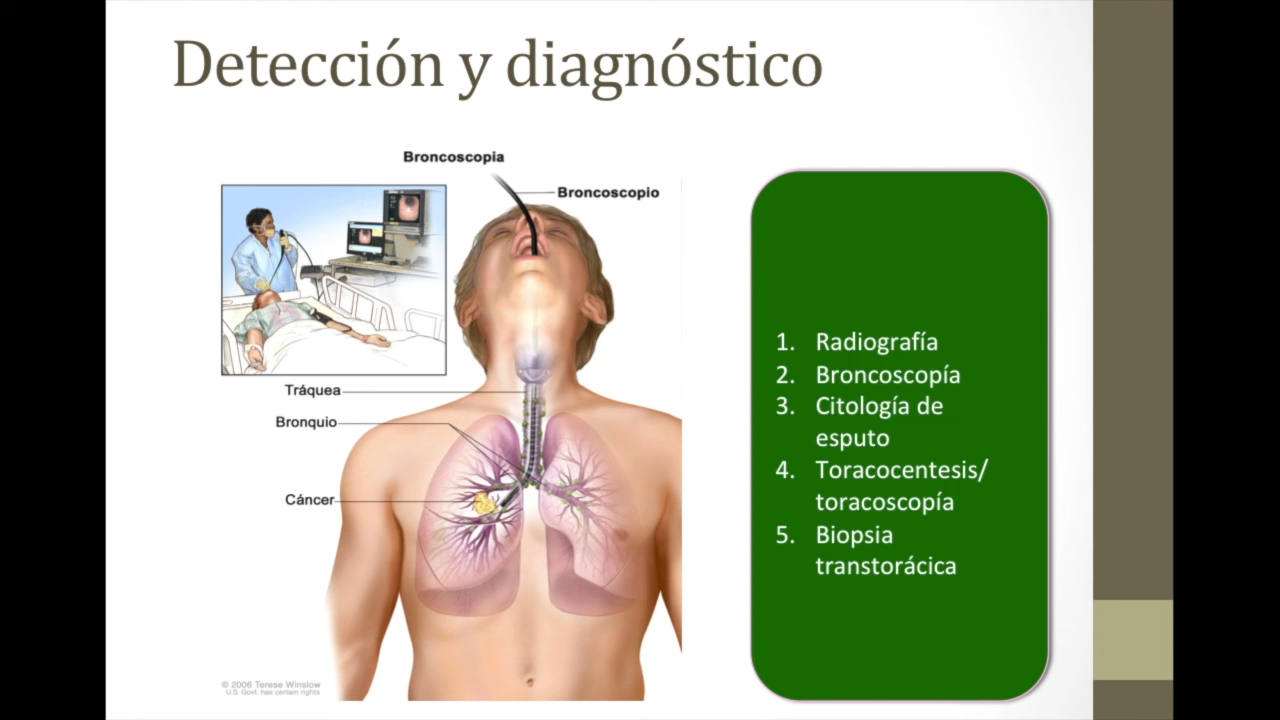 Detección y diagnóstico
Broncoscopia
Broncoscopio
Tráquea
Bronquio
Cáncer
© 2006 Terese Winslow
U.S. Govt. has certain rights
1. Radiografía
2. Broncoscopía
3. Citología de
esputo
4. Toracocentesis/
toracoscopía
5. Biopsia
transtorácica